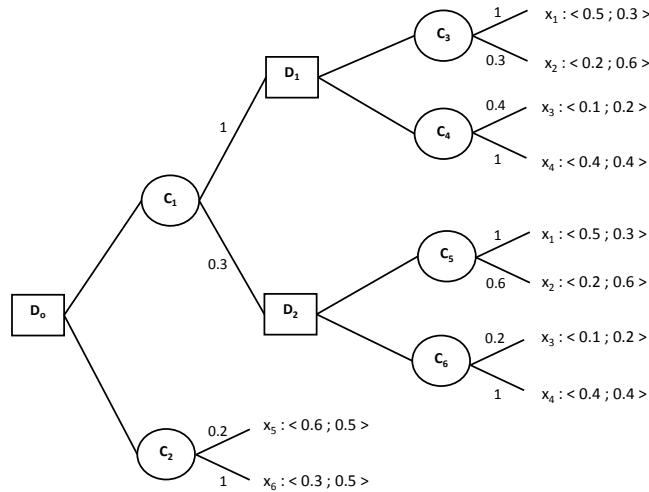 1
x₁ : < 0.5 ; 0.3 >
C₃
0.3
x₂ : < 0.2 ; 0.6 >
D₁
0.4
x₃ : < 0.1 ; 0.2 >
C₄
1
x₄ : < 0.4 ; 0.4 >
1
C₁
0.3
1
x₁ : < 0.5 ; 0.3 >
C₅
0.6
x₂ : < 0.2 ; 0.6 >
Dₒ
D₂
0.2
x₃ : < 0.1 ; 0.2 >
C₆
1
x₄ : < 0.4 ; 0.4 >
0.2
x₅ : < 0.6 ; 0.5 >
C₂
1
x₆ : < 0.3 ; 0.5 >